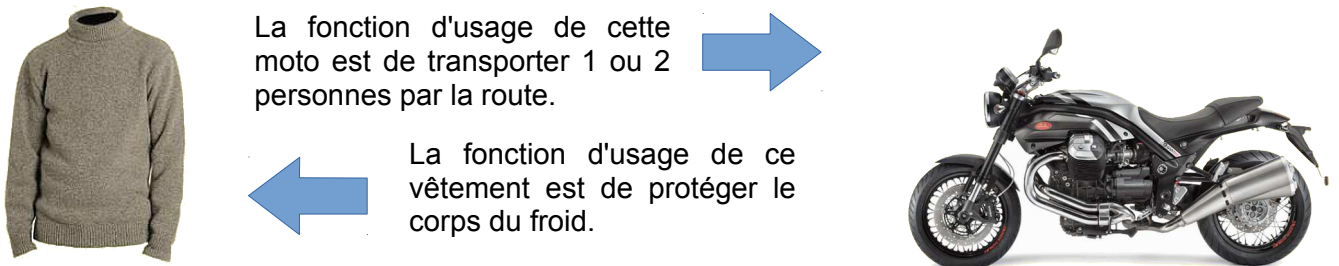 La fonction d'usage de cette
moto est de transporter 1 ou 2
personnes par la route.
La fonction d'usage de ce
vêtement est de protéger le
corps du froid.